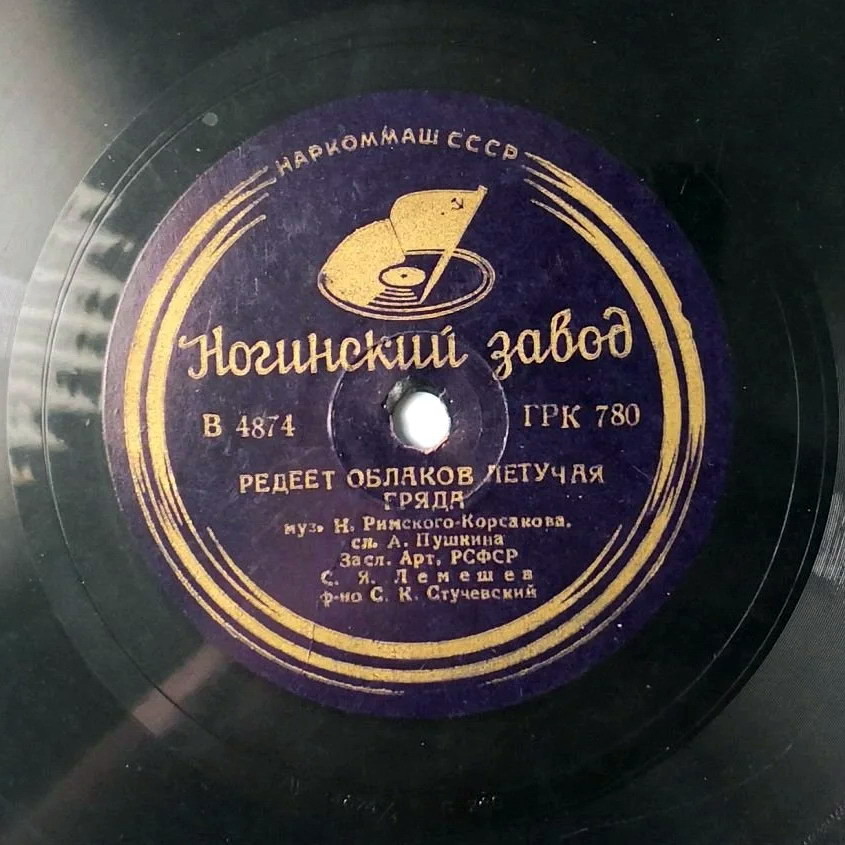 НАРКОММАШ СССР
Ногинский завод
В 4874 ГРК 780
РЕДЕЕТ ОБЛАКОВ ЛЕТУЧАЯ
ГРЯДА
муз. Н. Римского-Корсакова.
сл. А. Пушкина
Засл. Арт, РСФСР
С. Я. Лемешев
ф-но С. К. Стучевский